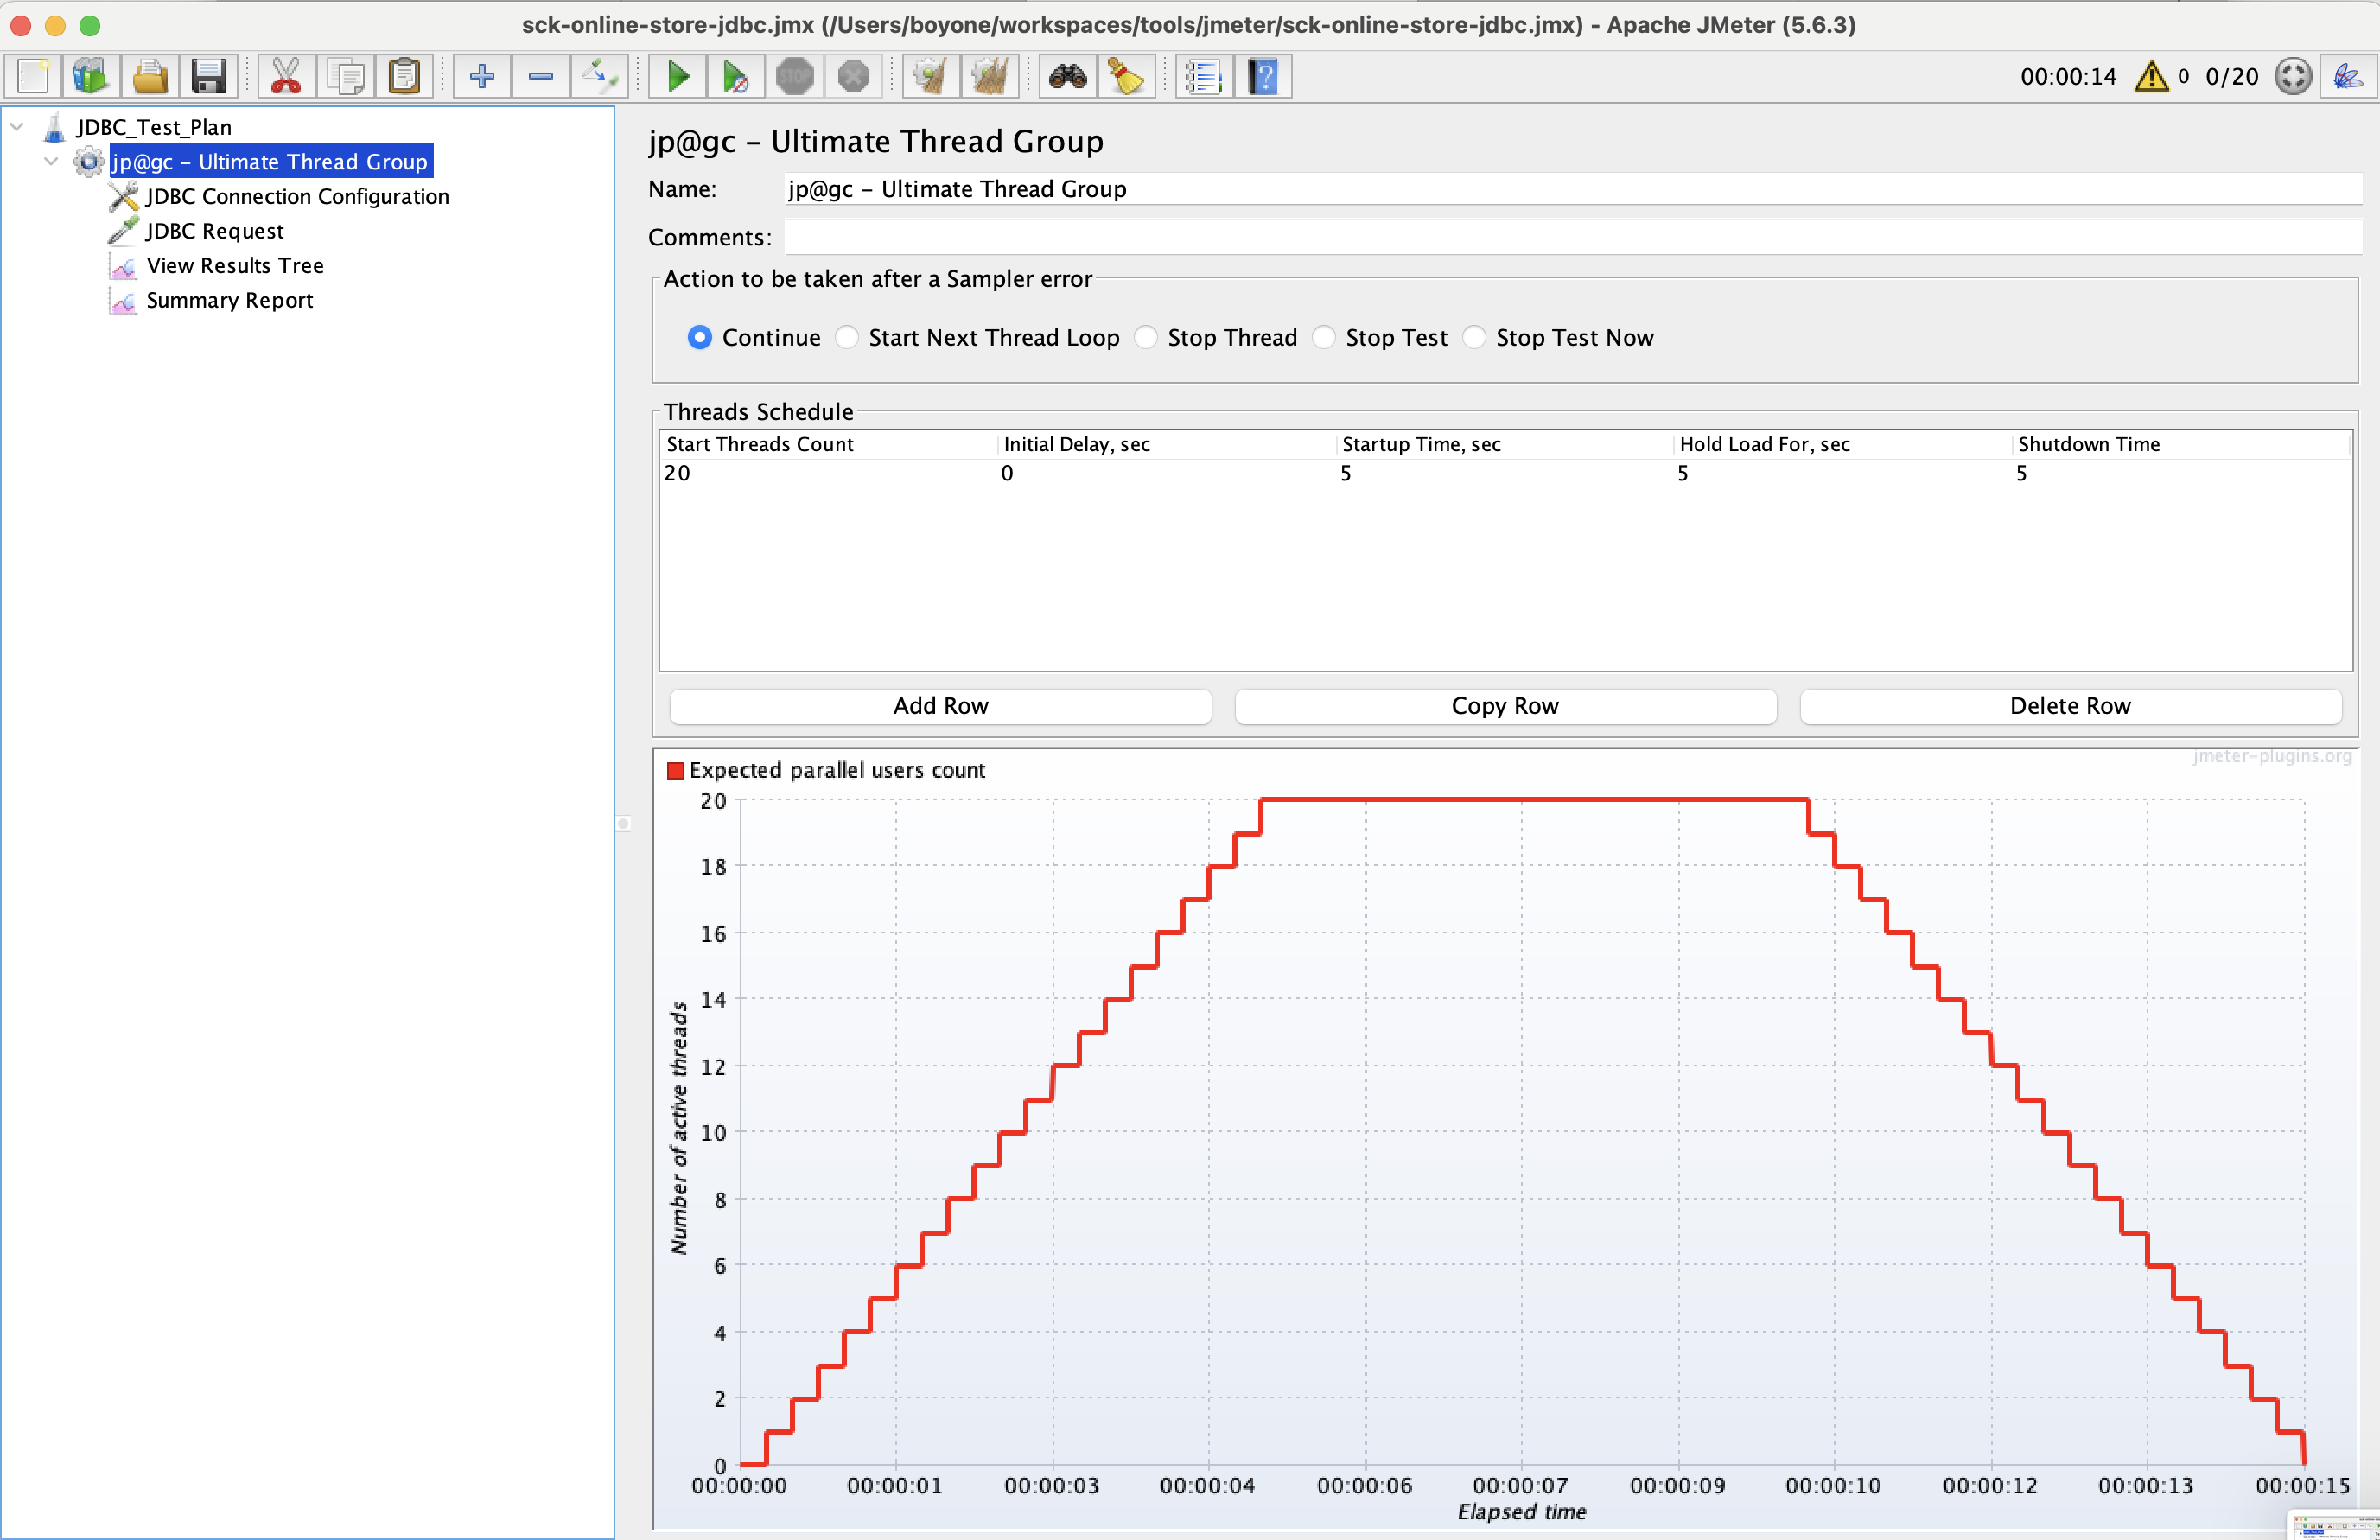 sck-online-store-jdbc.jmx (/Users/boyone/workspaces/tools/jmeter/sck-online-store-jdbc.jmx) - Apache JMeter (5.6.3)
STOP
00:00:14 0 0/20
JDBC_Test_Plan
jp@gc - Ultimate Thread Group
JDBC Connection Configuration
JDBC Request
View Results Tree
Summary Report
jp@gc - Ultimate Thread Group
Name: jp@gc - Ultimate Thread Group
Comments:
Action to be taken after a Sampler error
Continue Start Next Thread Loop Stop Thread Stop Test Stop Test Now
Threads Schedule
Start Threads Count Initial Delay, sec Startup Time, sec Hold Load For, sec Shutdown Time
20 0 5 5 5
Add Row Copy Row Delete Row
jmeter-plugins.org
Expected parallel users count
20
18
16
14
12
10
8
6
4
2
0
Number of active threads
00:00:00 00:00:01 00:00:03 00:00:04 00:00:06 00:00:07 00:00:09 00:00:10 00:00:12 00:00:13 00:00:15
Elapsed time